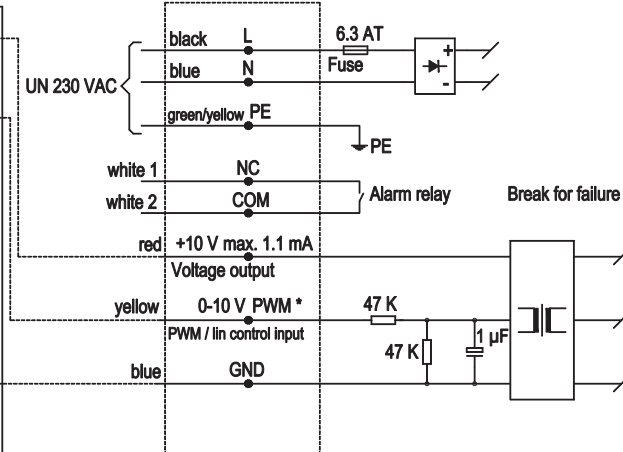 black L 6.3 AT
Fuse
+
blue N
-
UN 230 VAC
green/yellow PE
PE
white 1 NC
white 2 COM
Alarm relay Break for failure
red +10 V max. 1.1 mA
Voltage output
yellow 0-10 V PWM * 47 K
PWM / lin control input
47 K 1 µF
blue GND